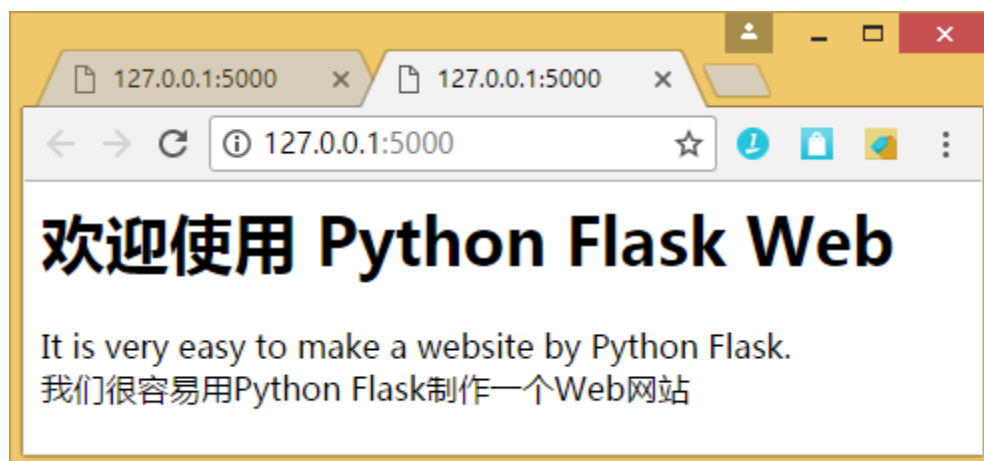 127.0.0.1:5000
127.0.0.1:5000
127.0.0.1:5000
欢迎使用 Python Flask Web
It is very easy to make a website by Python Flask.
我们很容易用Python Flask制作一个Web网站